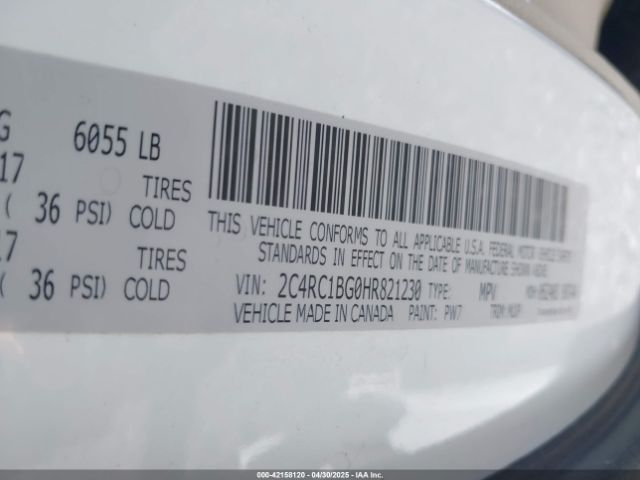 G 6055 LB
17 TIRES
( 36 PSI) COLD
17 TIRES
( 36 PSI) COLD
THIS VEHICLE CONFORMS TO ALL APPLICABLE U.S.A. FEDERAL MOTOR VEHICLE SAFETY
STANDARDS IN EFFECT ON THE DATE OF MANUFACTURE SHOWN ABOVE.
VIN: 2C4RC1BG0HR821230 TYPE: MPV
VEHICLE MADE IN CANADA PAINT: PW7 TRIM:
000-42158120 | 04/30/2025 | IAA Inc.